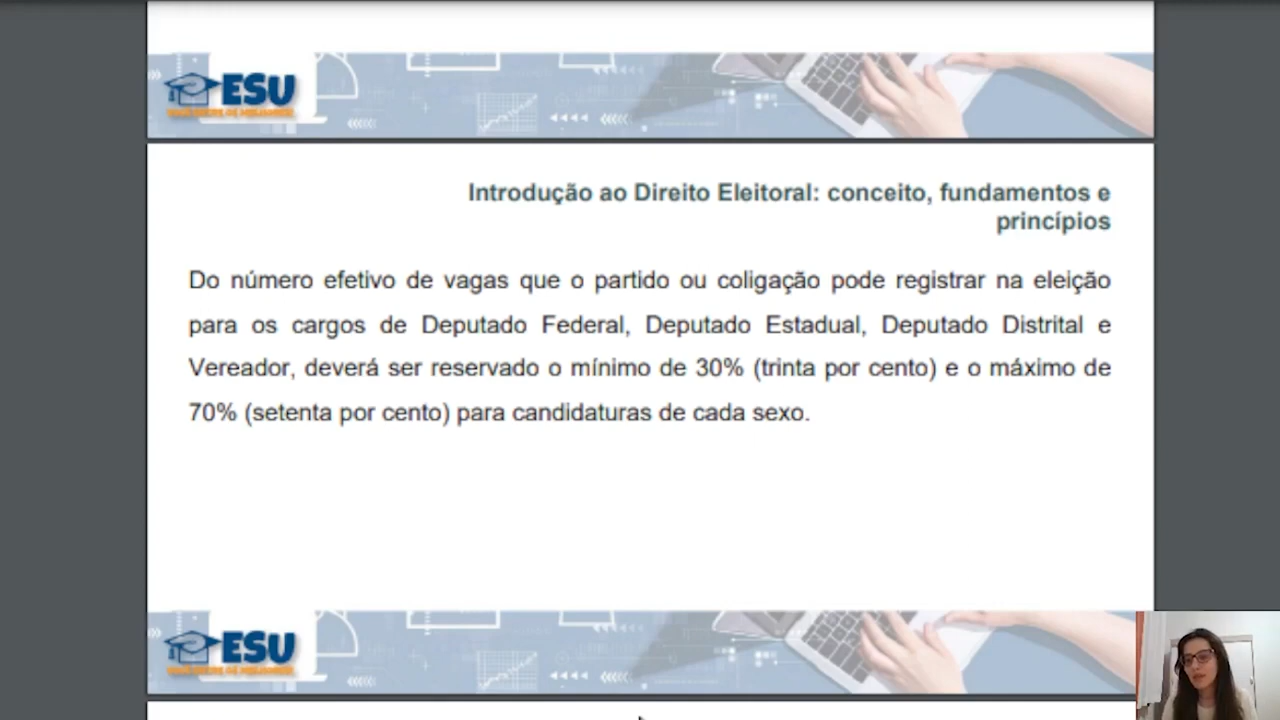 ESU
Introdução ao Direito Eleitoral: conceito, fundamentos e
princípios
Do número efetivo de vagas que o partido ou coligação pode registrar na eleição
para os cargos de Deputado Federal, Deputado Estadual, Deputado Distrital e
Vereador, deverá ser reservado o mínimo de 30% (trinta por cento) e o máximo de
70% (setenta por cento) para candidaturas de cada sexo.
ESU